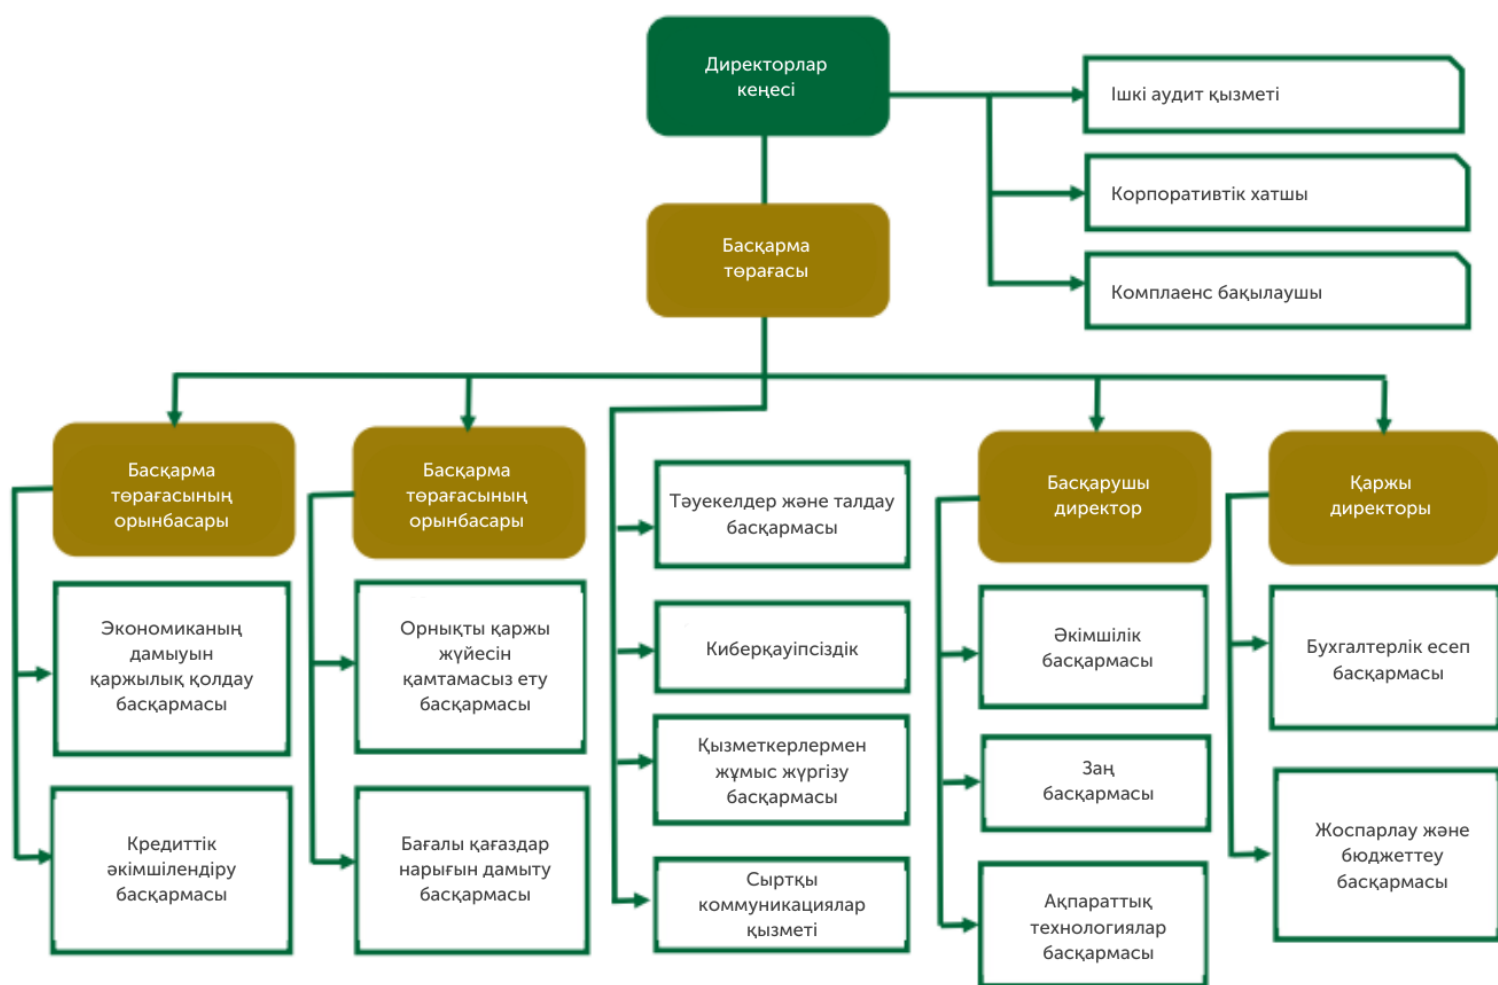 Директорлар
кеңесі
Ішкі аудит қызметі
Корпоративтік хатшы
Комплаенс бақылаушы
Басқарма
төрағасы
Басқарма
төрағасының
орынбасары
Экономиканың
дамуын
қаржылық қолдау
басқармасы
Кредиттік
әкімшілендіру
басқармасы
Басқарма
төрағасының
орынбасары
Орнықты қаржы
жүйесін
қамтамасыз ету
басқармасы
Бағалы қағаздар
нарығын дамыту
басқармасы
Тәуекелдер және талдау
басқармасы
Киберқауіпсіздік
Қызметкерлермен
жұмыс жүргізу
басқармасы
Сыртқы
коммуникациялар
қызметі
Басқарушы
директор
Әкімшілік
басқармасы
Заң
басқармасы
Ақпараттық
технологиялар
басқармасы
Қаржы
директоры
Бухгалтерлік есеп
басқармасы
Жоспарлау және
бюджеттеу
басқармасы